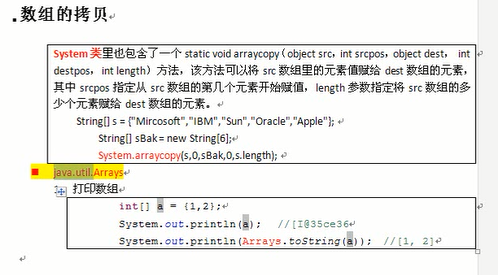 数组的拷贝
System 类里也包含了一个 static void arraycopy（object src，int srcpos，object dest， int
destpos，int length）方法，该方法可以将 src 数组里的元素值赋给 dest 数组的元素，
其中 srcpos 指定从 src 数组的第几个元素开始赋值，length 参数指定将 src 数组的多
少个元素赋给 dest 数组的元素。
String[] s = {"Mircosoft","IBM","Sun","Oracle","Apple"};
String[] sBak = new String[6];
System.arraycopy(s,0,sBak,0,s.length);
java.util.Arrays
1. 打印数组
int[] a = {1,2};
System.out.println(a); //[I@35ce36
System.out.println(Arrays.toString(a)); //[1, 2]